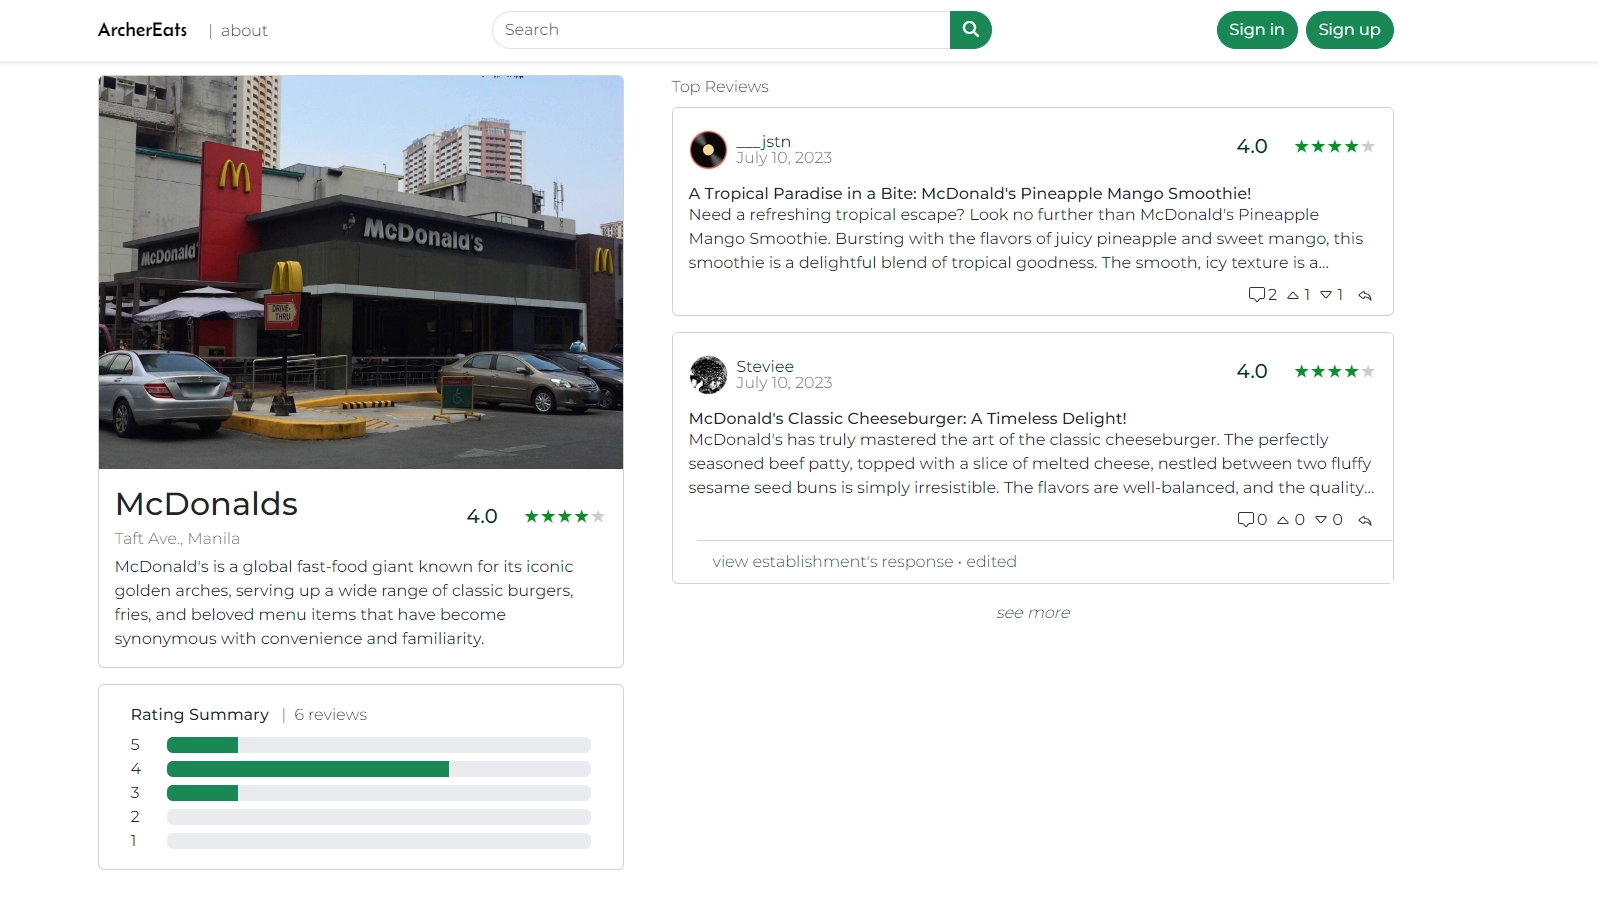 ArcherEats | about
Search
Sign in
Sign up
McDonald's
McDonald'
DRIVE-
THRU
McDonalds
4.0
Taft Ave., Manila
McDonald's is a global fast-food giant known for its iconic
golden arches, serving up a wide range of classic burgers,
fries, and beloved menu items that have become
synonymous with convenience and familiarity.
Rating Summary | 6 reviews
5
4
3
2
1
Top Reviews
___jstn
July 10, 2023
4.0
A Tropical Paradise in a Bite: McDonald's Pineapple Mango Smoothie!
Need a refreshing tropical escape? Look no further than McDonald's Pineapple
Mango Smoothie. Bursting with the flavors of juicy pineapple and sweet mango, this
smoothie is a delightful blend of tropical goodness. The smooth, icy texture is a...
2 1 1
Steviee
July 10, 2023
4.0
McDonald's Classic Cheeseburger: A Timeless Delight!
McDonald's has truly mastered the art of the classic cheeseburger. The perfectly
seasoned beef patty, topped with a slice of melted cheese, nestled between two fluffy
sesame seed buns is simply irresistible. The flavors are well-balanced, and the quality...
0 0 0
view establishment's response • edited
see more